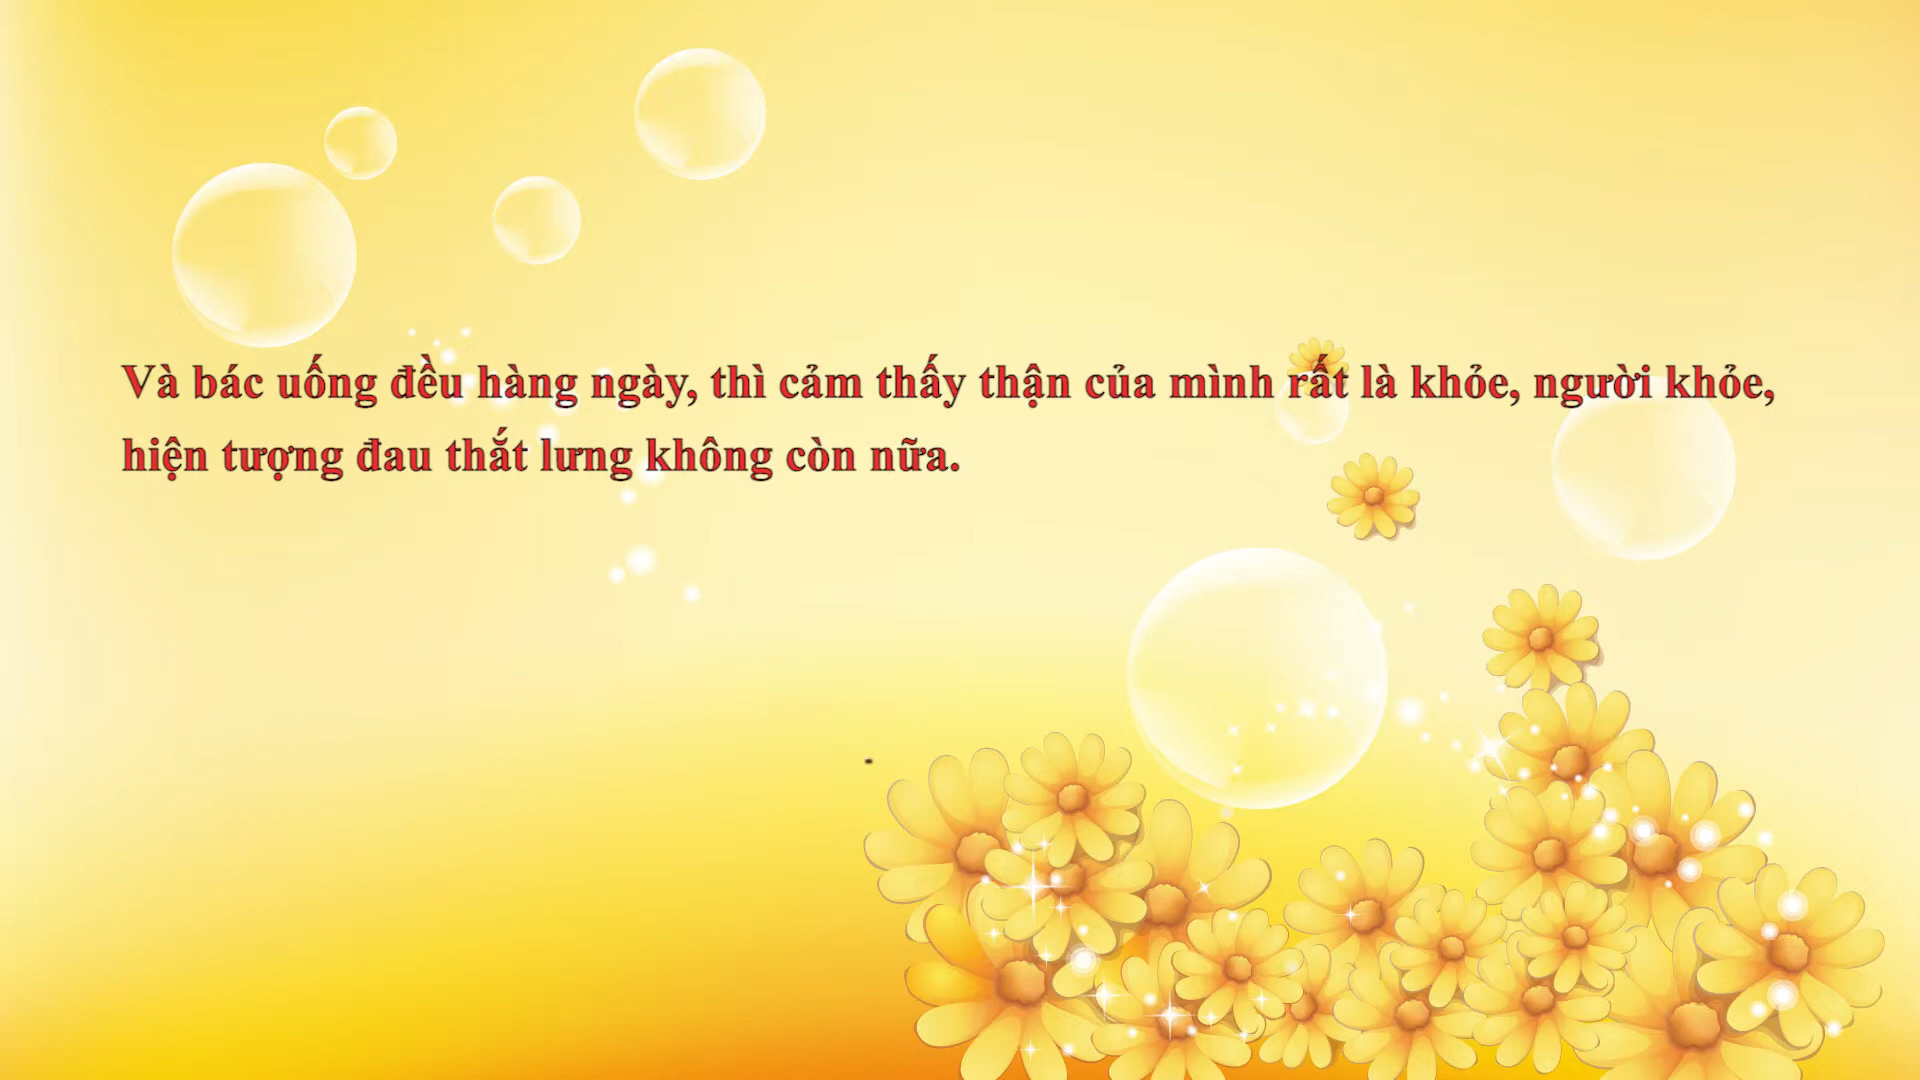 Và bác uống đều hàng ngày, thì cảm thấy thận của mình rất là khỏe, người khỏe,
hiện tượng đau thắt lưng không còn nữa.